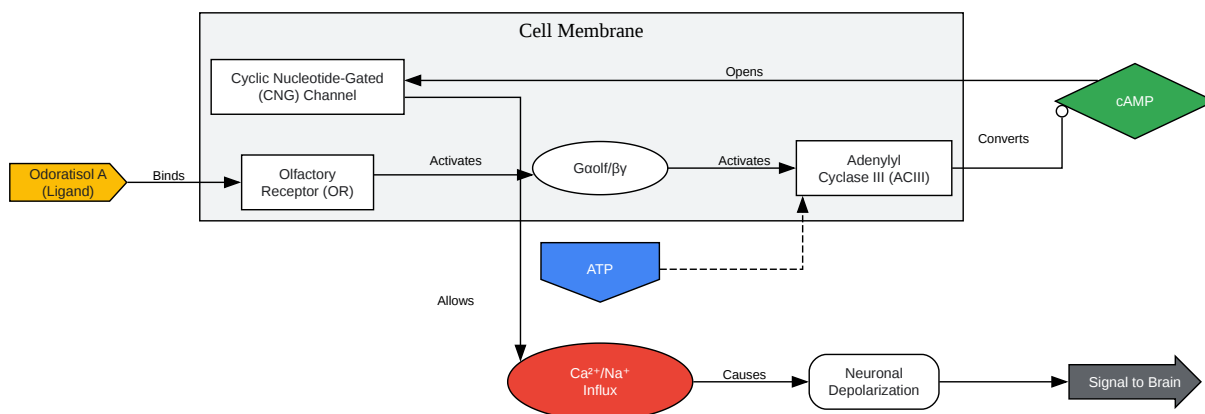 Cell Membrane
Cyclic Nucleotide-Gated
(CNG) Channel
Opens
cAMP
Converts
Odoratisol A
(Ligand)
Binds
Olfactory
Receptor (OR)
Activates
Gαolf/βγ
Activates
Adenylyl
Cyclase III (ACIII)
ATP
Allows
Ca²⁺/Na⁺
Influx
Causes
Neuronal
Depolarization
Signal to Brain